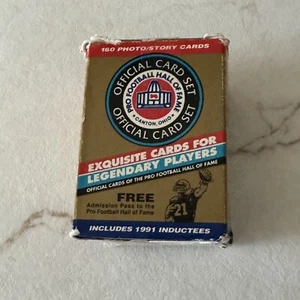 160 PHOTO/STORY CARDS
OFFICIAL CARD SET
PRO FOOTBALL HALL OF FAME
CANTON, OHIO
OFFICIAL CARD SET
EXQUISITE CARDS FOR
LEGENDARY PLAYERS
OFFICIAL CARDS OF THE PRO FOOTBALL HALL OF FAME
FREE
Admission Pass to the
Pro Football Hall of Fame
21
INCLUDES 1991 INDUCTEES